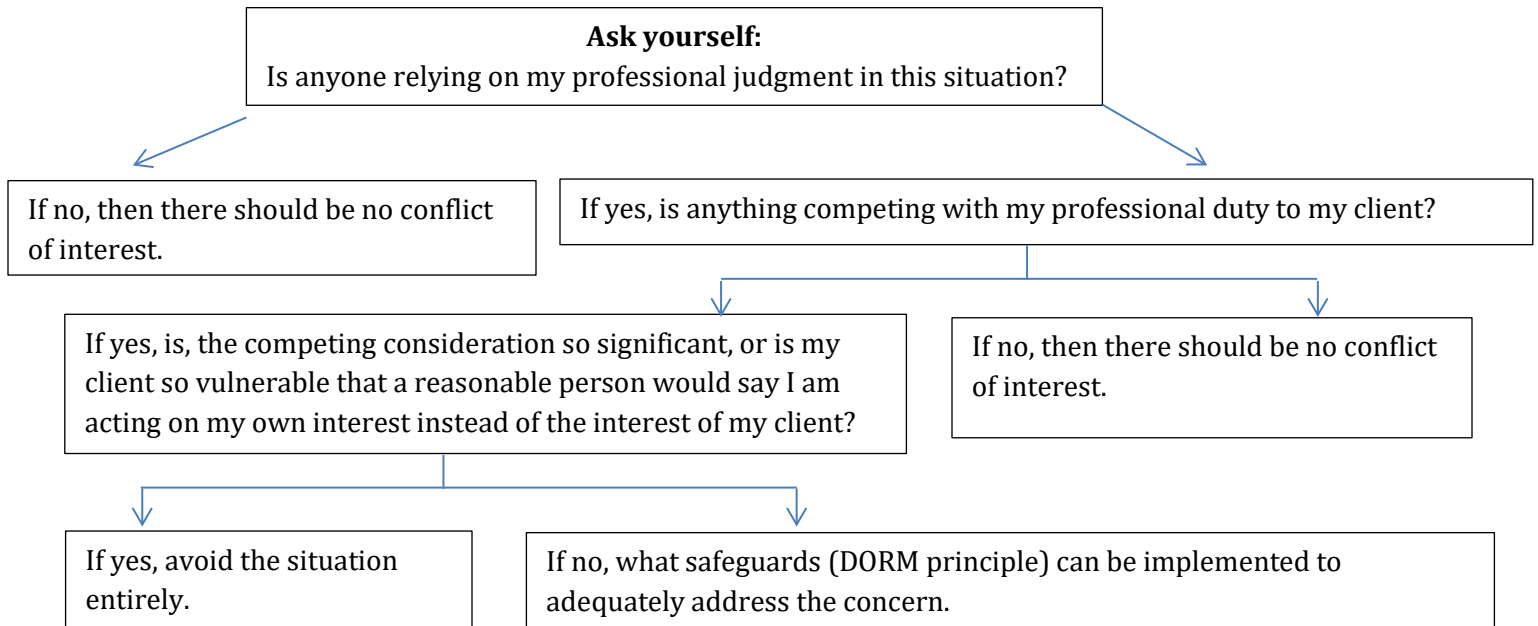 Ask yourself:
Is anyone relying on my professional judgment in this situation?
If no, then there should be no conflict
of interest.
If yes, is anything competing with my professional duty to my client?
If yes, is, the competing consideration so significant, or is my
client so vulnerable that a reasonable person would say I am
acting on my own interest instead of the interest of my client?
If no, then there should be no conflict
of interest.
If yes, avoid the situation
entirely.
If no, what safeguards (DORM principle) can be implemented to
adequately address the concern.